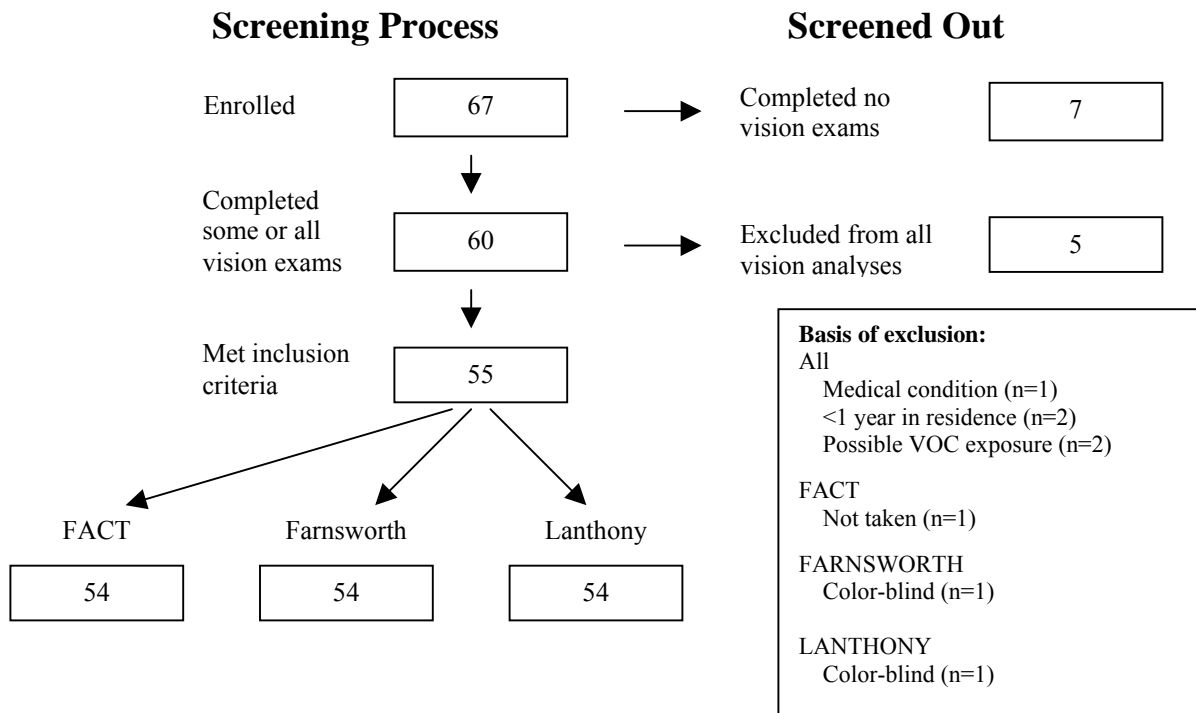 Screening Process
Screened Out
Enrolled
67
Completed no
vision exams
7
Completed
some or all
vision exams
60
Excluded from all
vision analyses
5
Met inclusion
criteria
55
FACT
54
Farnsworth
54
Lanthony
54
Basis of exclusion:
All
Medical condition (n=1)
<1 year in residence (n=2)
Possible VOC exposure (n=2)
FACT
Not taken (n=1)
FARNSWORTH
Color-blind (n=1)
LANTHONY
Color-blind (n=1)